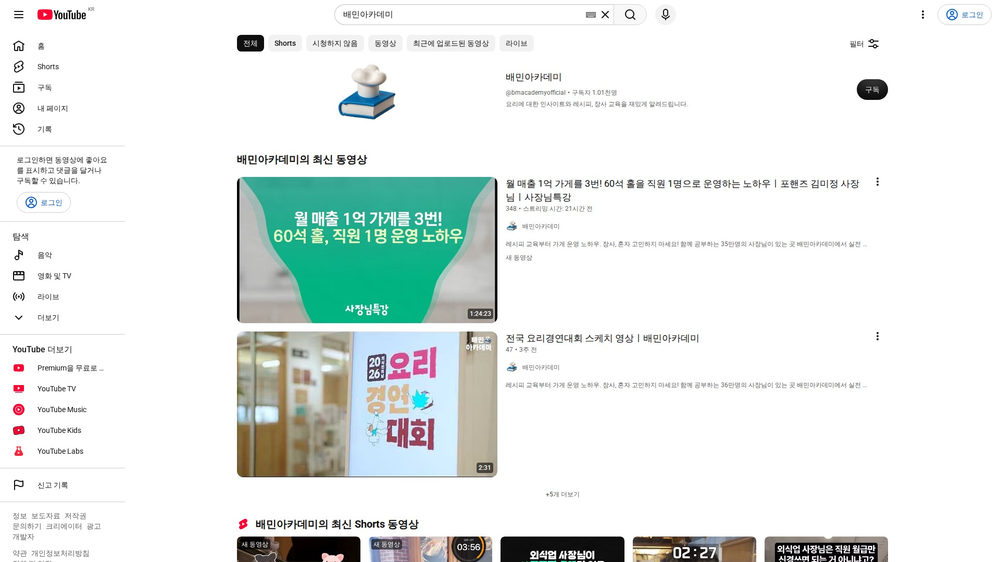 YouTube KR
배민아카데미
로그인
홈
Shorts
구독
내 페이지
기록
로그인하면 동영상에 좋아요
를 표시하고 댓글을 달거나
구독할 수 있습니다.
로그인
탐색
음악
영화 및 TV
라이브
더보기
YouTube 더보기
Premium을 무료로 ...
YouTube TV
YouTube Music
YouTube Kids
YouTube Labs
신고 기록
정보 보도자료 저작권
문의하기 크리에이터 광고
개발자
약관 개인정보처리방침
전체 Shorts 시청하지 않음 동영상 최근에 업로드된 동영상 라이브
필터
배민아카데미
@bmacademyofficial • 구독자 1.01천명
요리에 대한 인사이트와 레시피, 장사 교육을 재밌게 알려드립니다.
구독
배민아카데미의 최신 동영상
월 매출 1억 가게를 3번!
60석 홀, 직원 1명 운영 노하우
사장님특강
1:24:23
월 매출 1억 가게를 3번! 60석 홀을 직원 1명으로 운영하는 노하우ㅣ포핸즈 김미정 사장
님ㅣ사장님특강
348 • 스트리밍 시간: 21시간 전
배민아카데미
레시피 교육부터 가게 운영 노하우. 장사, 혼자 고민하지 마세요! 함께 공부하는 35만명의 사장님이 있는 곳 배민아카데미에서 실전 ...
새 동영상
배민
아카데미
2026 요리
경연
대회
2:31
전국 요리경연대회 스케치 영상ㅣ배민아카데미
47 • 3주 전
배민아카데미
레시피 교육부터 가게 운영 노하우. 장사, 혼자 고민하지 마세요! 함께 공부하는 36만명의 사장님이 있는 곳 배민아카데미에서 실전 ...
+5개 더보기
배민아카데미의 최신 Shorts 동영상
새 동영상
새 동영상
03:56
외식업 사장님이
02:27
외식업 사장님은 직원 월급만
신경쓰면 되는 거 아니냐고?